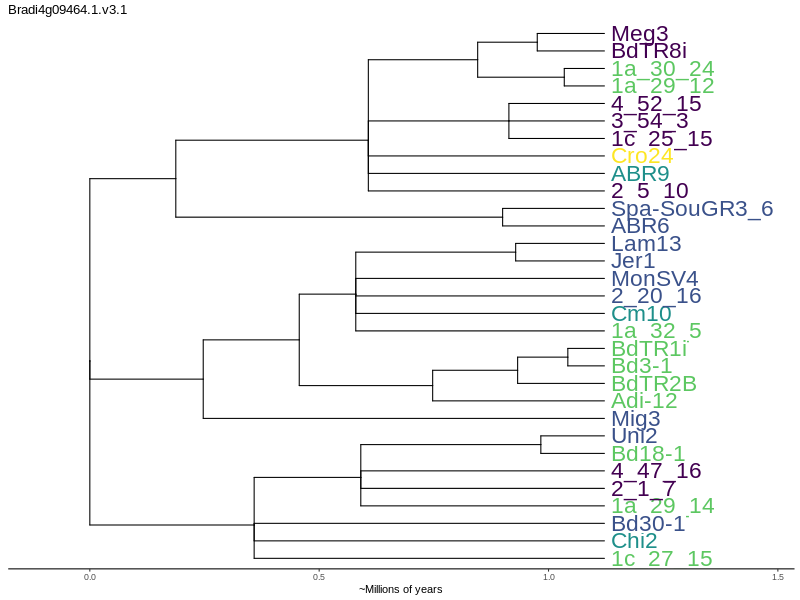 Bradi4g09464.1.v3.1
Meg3
BdTR8i
1a_30_24
1a_29_12
4_52_15
3_54_3
1c_25_15
Cro24
ABR9
2_5_10
Spa-SouGR3_6
ABR6
Lam13
Jer1
MonSV4
2_20_16
Cm10
1a_32_5
BdTR1i
Bd3-1
BdTR2B
Adi-12
Mig3
Uni2
Bd18-1
4_47_16
2_1_7
1a_29_14
Bd30-1
Chi2
1c_27_15
0.0 0.5 1.0 1.5
~Millions of years